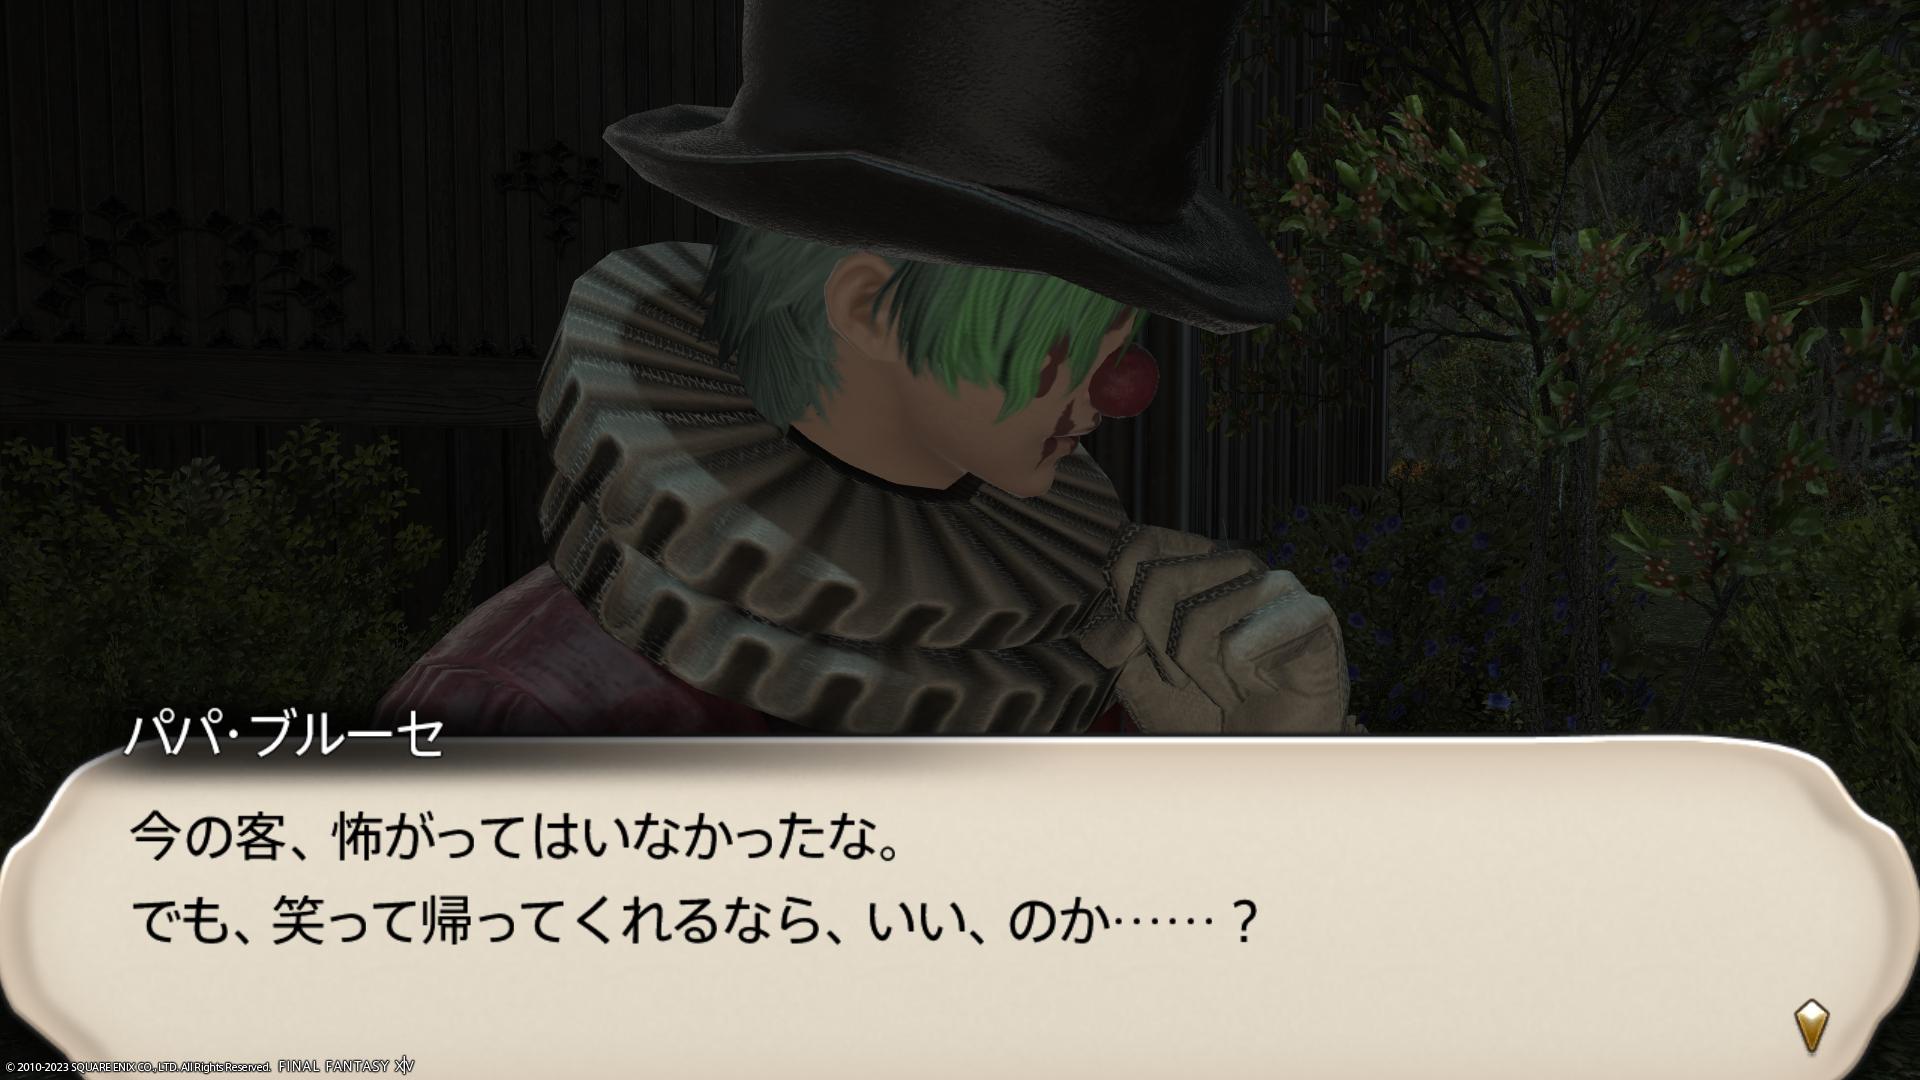 パパ・ブルーセ
今の客、怖がってはいなかったな。
でも、笑って帰ってくれるなら、いい、のか……？
© 2010-2023 SQUARE ENIX CO., LTD. All Rights Reserved. FINAL FANTASY XIV